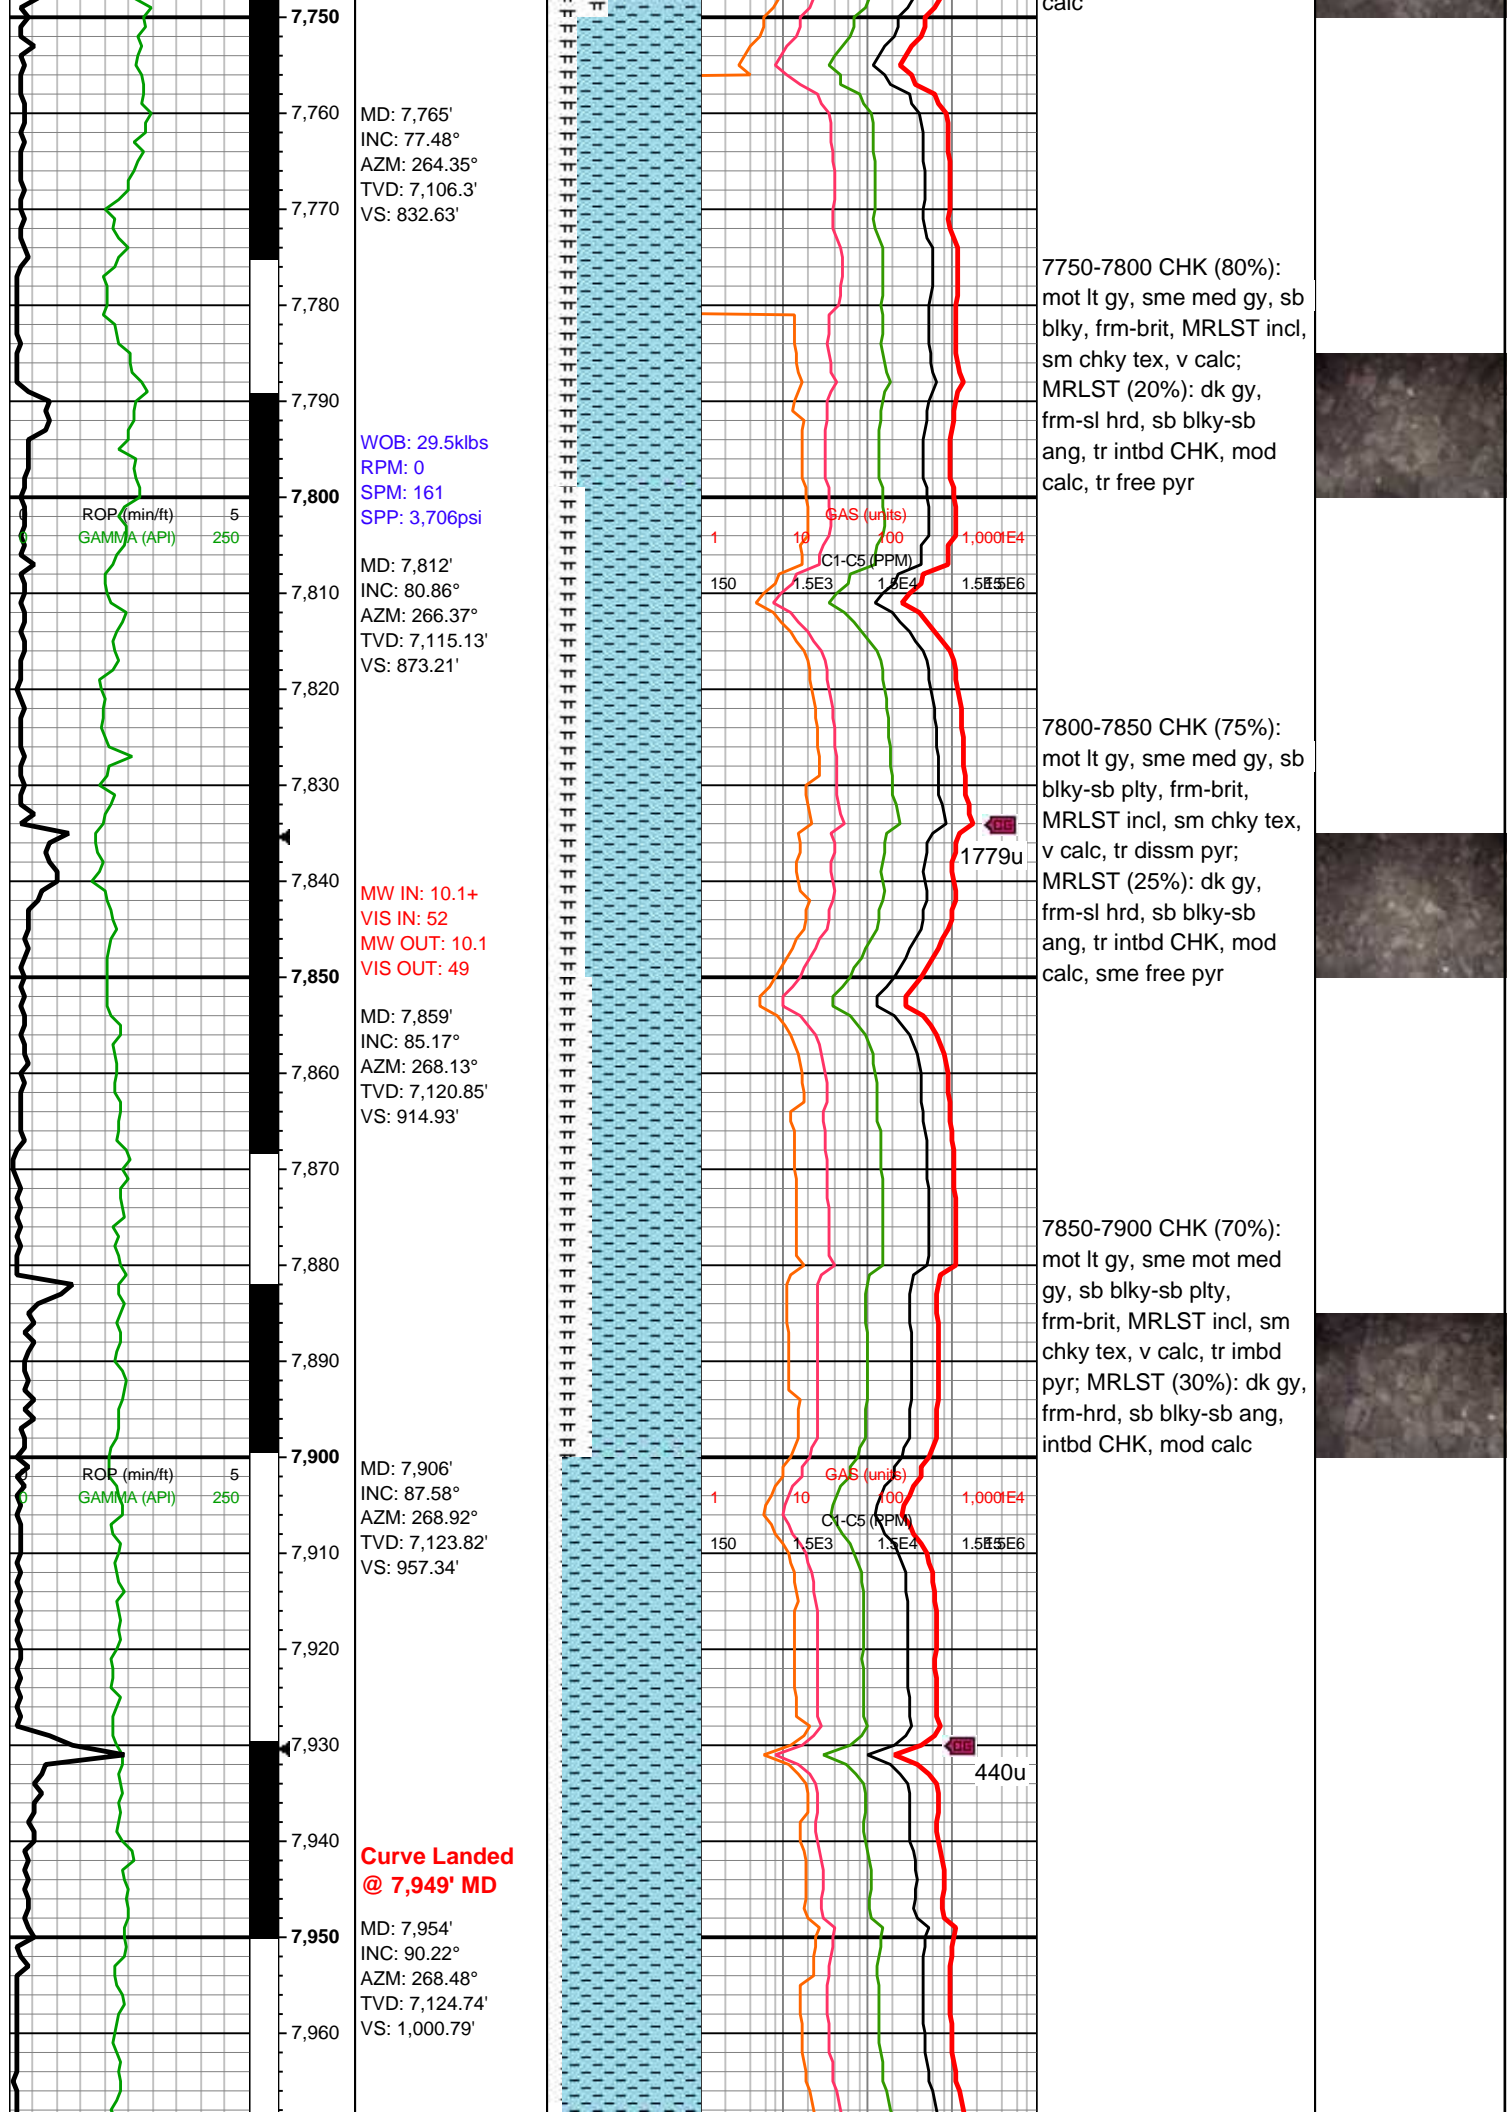 calc
7,750
7,760
7,770
7,780
7,790
7,800
7,810
7,820
7,830
7,840
7,850
7,860
7,870
7,880
7,890
7,900
7,910
7,920
7,930
7,940
7,950
7,960
MD: 7,765'
INC: 77.48°
AZM: 264.35°
TVD: 7,106.3'
VS: 832.63'
7750-7800 CHK (80%):
mot lt gy, sme med gy, sb
blky, frm-brit, MRLST incl,
sm chky tex, v calc;
MRLST (20%): dk gy,
frm-sl hrd, sb blky-sb
ang, tr intbd CHK, mod
calc, tr free pyr
WOB: 29.5klbs
RPM: 0
SPM: 161
SPP: 3,706psi
0 ROP (min/ft) 5
0 GAMMA (API) 250
GAS (units)
1 10 100 1,000 1E4
C1-C5 (PPM)
150 1.5E3 1.5E4 1.5E5 1.5E6
MD: 7,812'
INC: 80.86°
AZM: 266.37°
TVD: 7,115.13'
VS: 873.21'
7800-7850 CHK (75%):
mot lt gy, sme med gy, sb
blky-sb plty, frm-brit,
MRLST incl, sm chky tex,
v calc, tr dissm pyr;
MRLST (25%): dk gy,
frm-sl hrd, sb blky-sb
ang, tr intbd CHK, mod
calc, sme free pyr
CG
1779u
MW IN: 10.1+
VIS IN: 52
MW OUT: 10.1
VIS OUT: 49
MD: 7,859'
INC: 85.17°
AZM: 268.13°
TVD: 7,120.85'
VS: 914.93'
7850-7900 CHK (70%):
mot lt gy, sme mot med
gy, sb blky-sb plty,
frm-brit, MRLST incl, sm
chky tex, v calc, tr imbd
pyr; MRLST (30%): dk gy,
frm-hrd, sb blky-sb ang,
intbd CHK, mod calc
0 ROP (min/ft) 5
0 GAMMA (API) 250
GAS (units)
1 10 100 1,000 1E4
C1-C5 (PPM)
150 1.5E3 1.5E4 1.5E5 1.5E6
MD: 7,906'
INC: 87.58°
AZM: 268.92°
TVD: 7,123.82'
VS: 957.34'
CG
440u
Curve Landed
@ 7,949' MD
MD: 7,954'
INC: 90.22°
AZM: 268.48°
TVD: 7,124.74'
VS: 1,000.79'